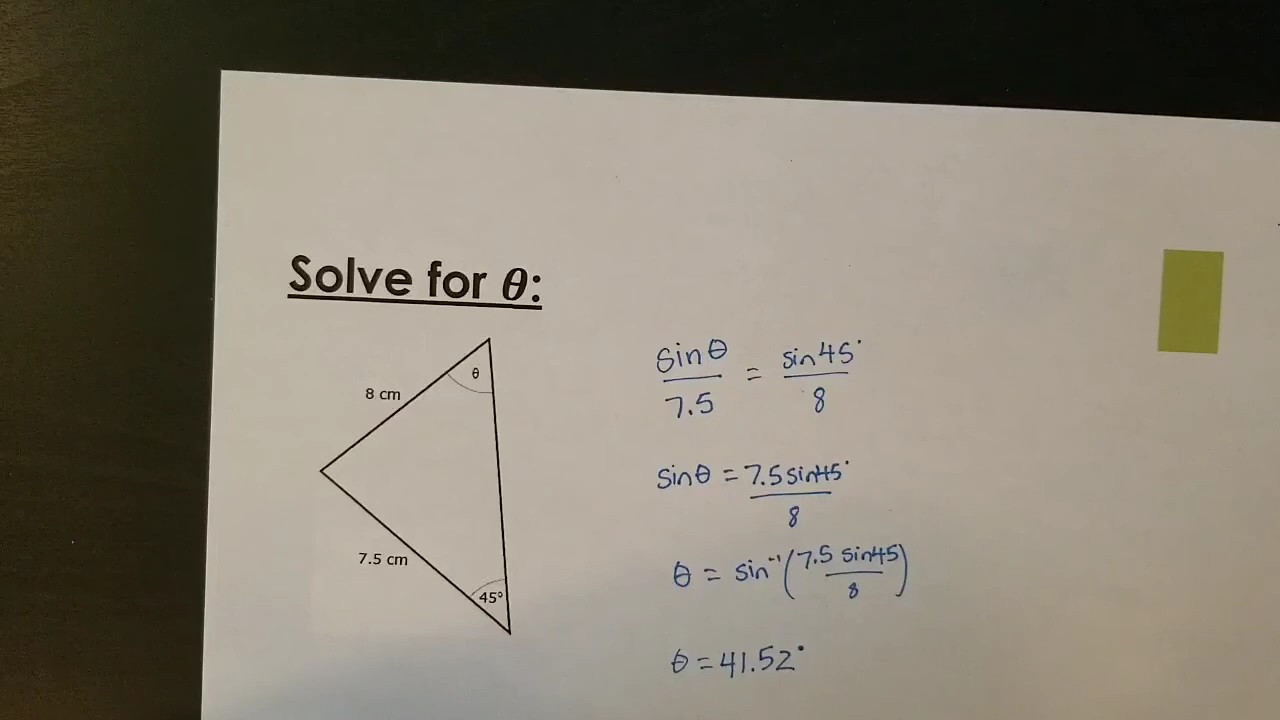 Solve for θ:
8 cm
θ
7.5 cm
45°
sinθ / 7.5 = sin45° / 8
sinθ = 7.5sin45° / 8
θ = sin⁻¹(7.5 sin45 / 8)
θ = 41.52°